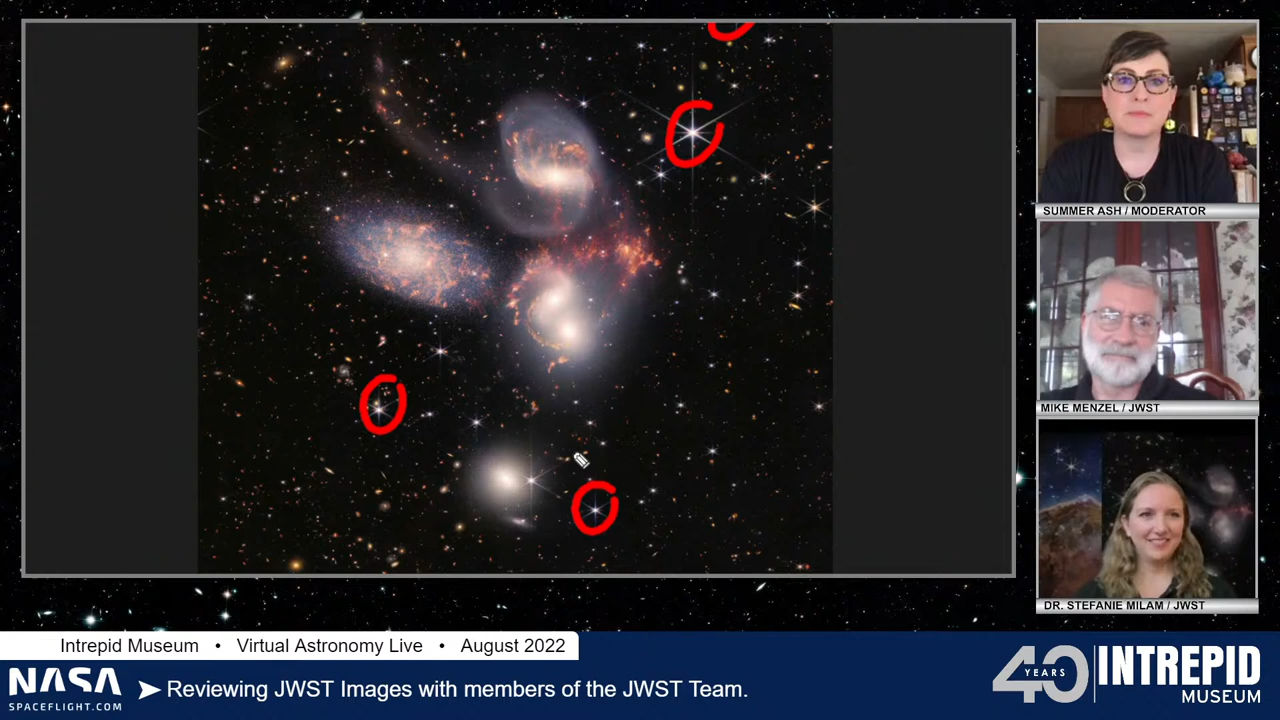 SUMMER ASH / MODERATOR
MIKE MENZEL / JWST
DR. STEFANIE MILAM / JWST
Intrepid Museum • Virtual Astronomy Live • August 2022
NASA
SPACEFLIGHT.COM
➤ Reviewing JWST Images with members of the JWST Team.
40
YEARS
INTREPID
MUSEUM